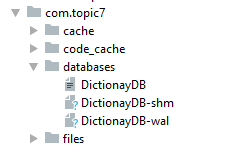 com.topic7
cache
code_cache
databases
DictionayDB
DictionayDB-shm
DictionayDB-wal
files